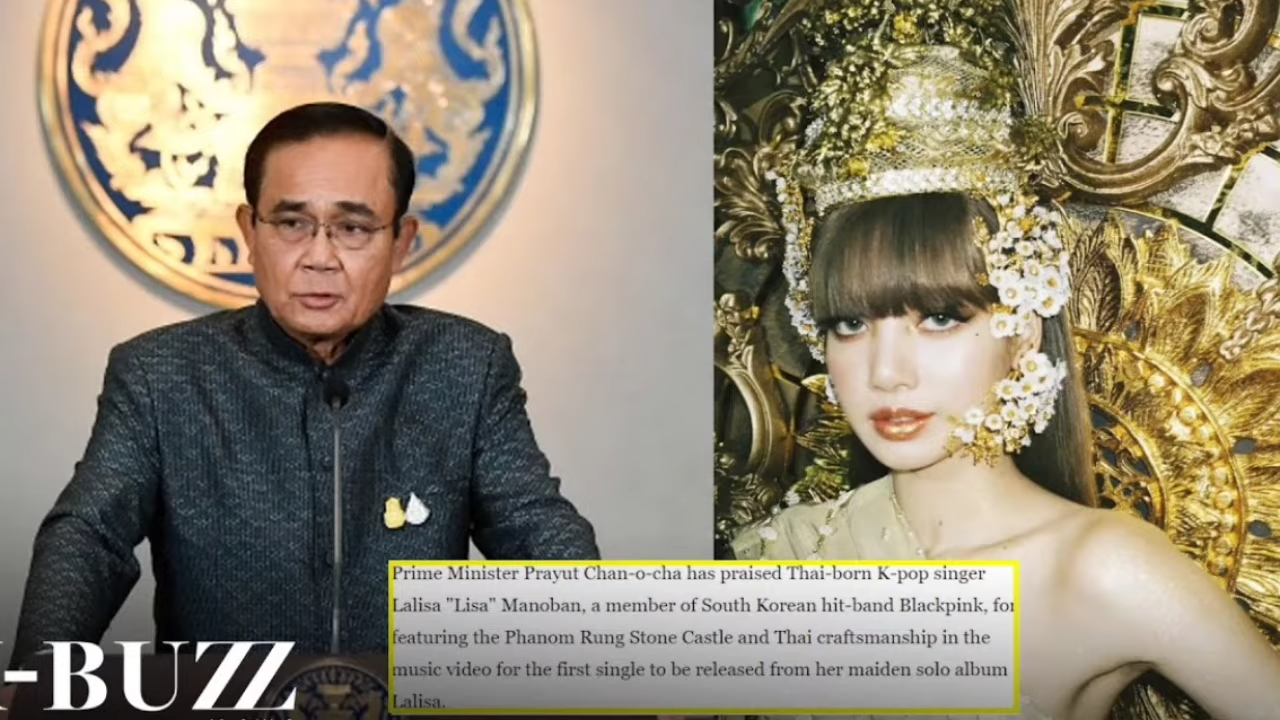 Prime Minister Prayut Chan-o-cha has praised Thai-born K-pop singer
Lalisa "Lisa" Manoban, a member of South Korean hit-band Blackpink, for
featuring the Phanom Rung Stone Castle and Thai craftsmanship in the
music video for the first single to be released from her maiden solo album
Lalisa.
-BUZZ